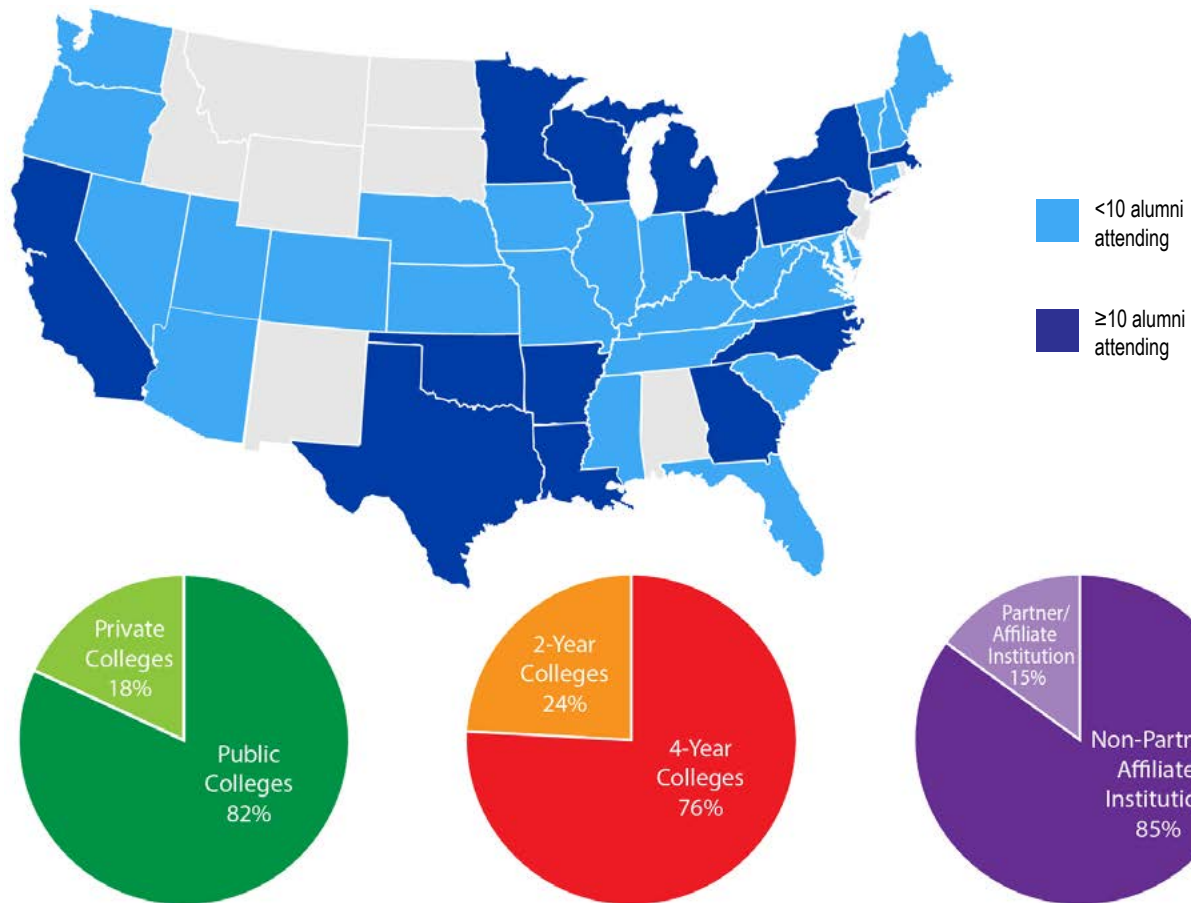 <10 alumni
attending
≥10 alumni
attending
Private
Colleges
18%
Public
Colleges
82%
2-Year
Colleges
24%
4-Year
Colleges
76%
Partner/
Affiliate
Institution
15%
Affiliate
85%